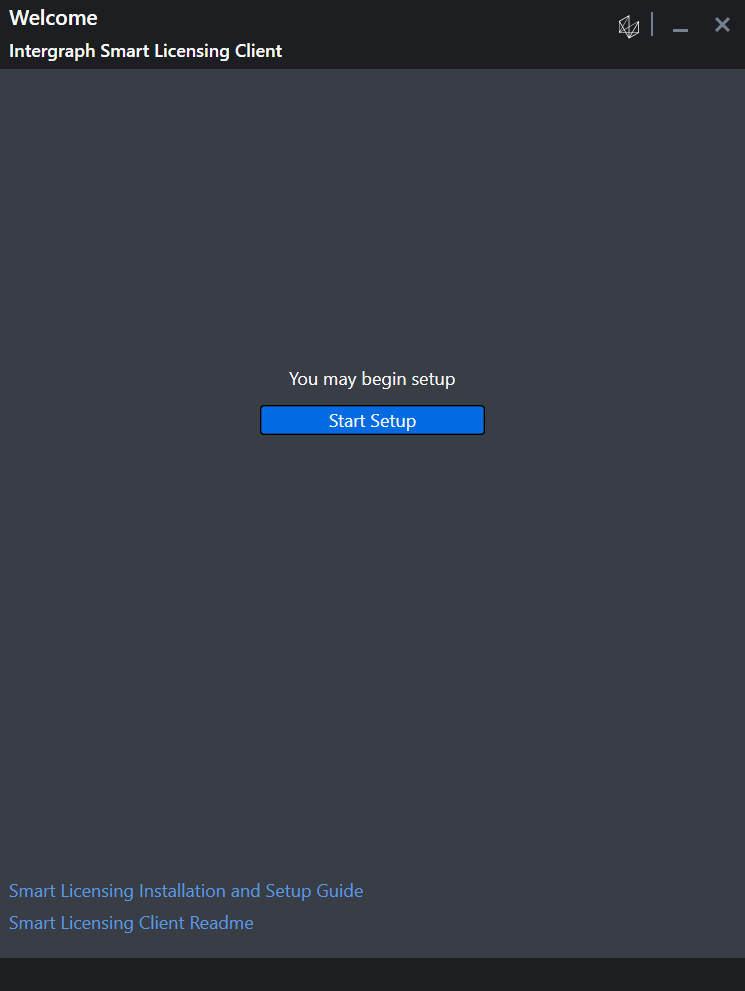 Welcome
Intergraph Smart Licensing Client
You may begin setup
Start Setup
Smart Licensing Installation and Setup Guide
Smart Licensing Client Readme